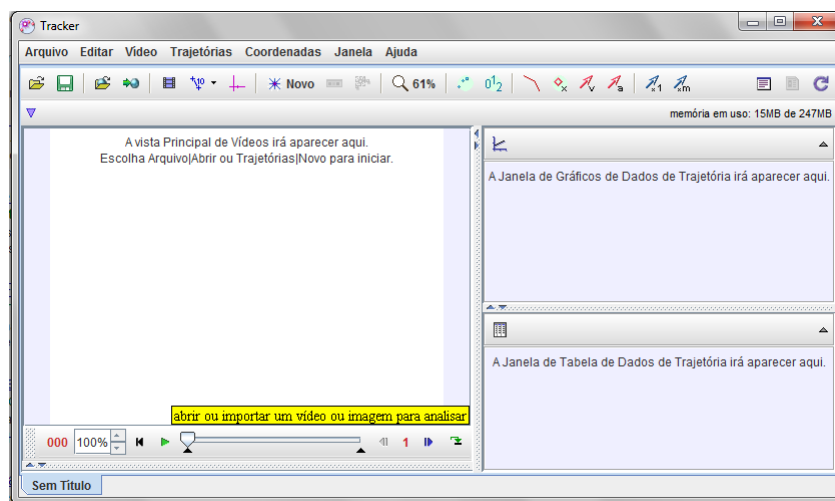 Tracker
Arquivo Editar Vídeo Trajetórias Coordenadas Janela Ajuda
Novo 61%
memória em uso: 15MB de 247MB
A vista Principal de Vídeos irá aparecer aqui.
Escolha Arquivo|Abrir ou Trajetórias|Novo para iniciar.
A Janela de Gráficos de Dados de Trajetória irá aparecer aqui.
A Janela de Tabela de Dados de Trajetória irá aparecer aqui.
abrir ou importar um vídeo ou imagem para analisar
000 100% 1
Sem Título